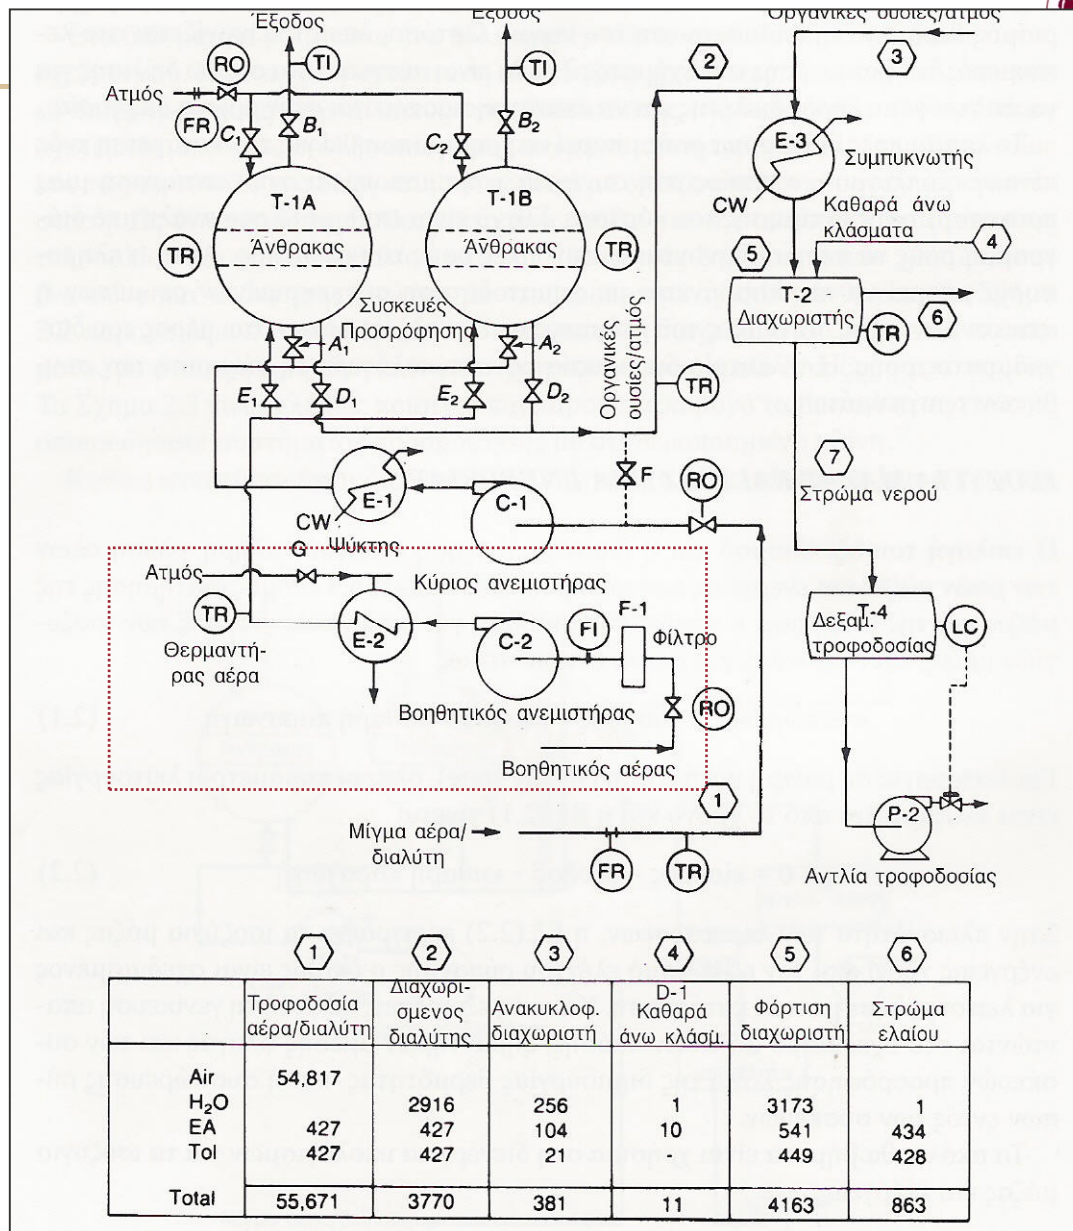 Έξοδος
Έξοδος
Οργανικές ουσίες/ατμός
RO
TI
TI
2
3
Ατμός
FR
C1
B1
C2
B2
E-3
Συμπυκνωτής
CW
Καθαρά άνω
κλάσματα
T-1A
T-1B
TR
Άνθρακας
Άνθρακας
TR
5
4
T-2
Διαχωριστής
6
TR
Συσκευές
Προσρόφησης
A1
A2
Οργανικές
ουσίες/ατμός
TR
E1
D1
E2
D2
7
Στρώμα νερού
F
RO
E-1
C-1
CW
Ψύκτης
G
Κύριος ανεμιστήρας
Ατμός
TR
E-2
C-2
FI
F-1
Φίλτρο
T-4
Δεξαμ.
τροφοδοσίας
LC
Θερμαντή-
ρας αέρα
Βοηθητικός ανεμιστήρας
RO
Βοηθητικός αέρας
1
P-2
Μίγμα αέρα/
διαλύτη
FR
TR
Αντλία τροφοδοσίας
(2.1)
(2.2)
1 2 3 4 5 6
Τροφοδοσία αέρα/διαλύτη
Διαχωρι-σμενος διαλύτης
Ανακυκλοφ. διαχωριστή
D-1 Καθαρά άνω κλάσμ.
Φόρτιση διαχωριστή
Στρώμα ελαίου
Air 54,817
H2O 2916 256 1 3173 1
EA 427 427 104 10 541 434
Tol 427 427 21 - 449 428
Total 55,671 3770 381 11 4163 863